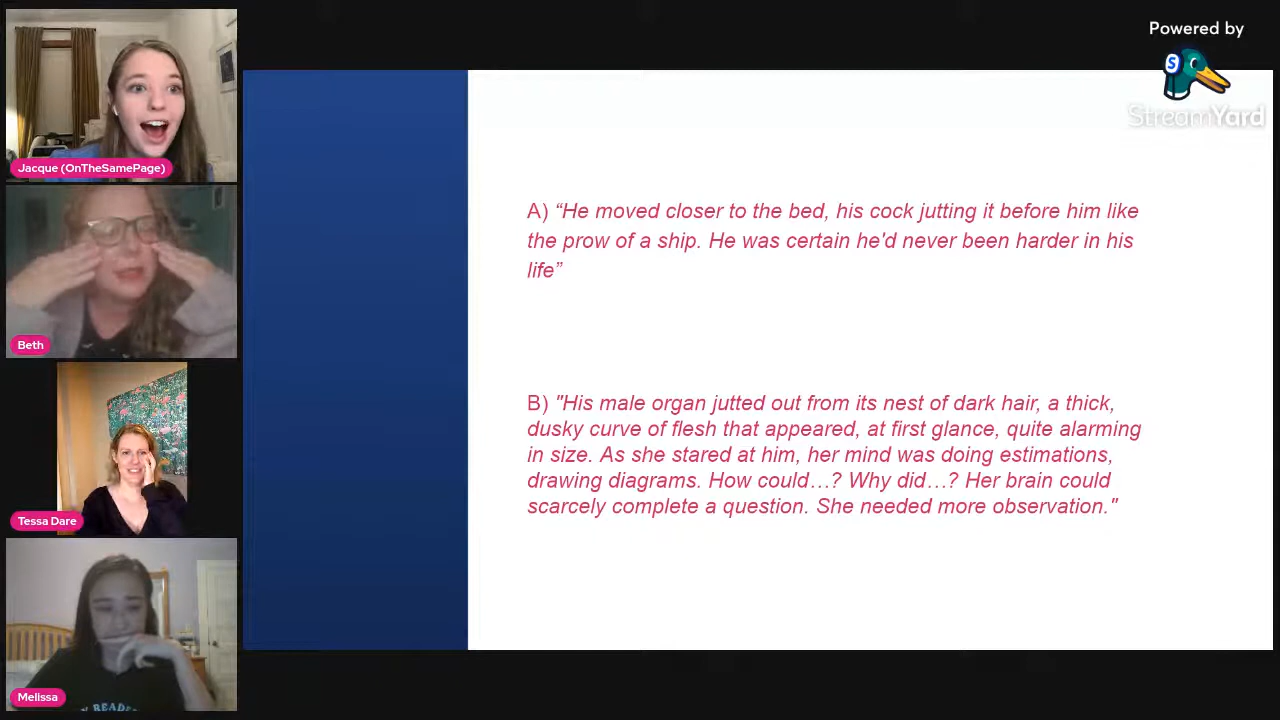 Powered by
S
StreamYard
Jacque (OnTheSamePage)
Beth
Tessa Dare
Melissa
READE
A) “He moved closer to the bed, his cock jutting it before him like
the prow of a ship. He was certain he'd never been harder in his
life”
B) "His male organ jutted out from its nest of dark hair, a thick,
dusky curve of flesh that appeared, at first glance, quite alarming
in size. As she stared at him, her mind was doing estimations,
drawing diagrams. How could…? Why did…? Her brain could
scarcely complete a question. She needed more observation."